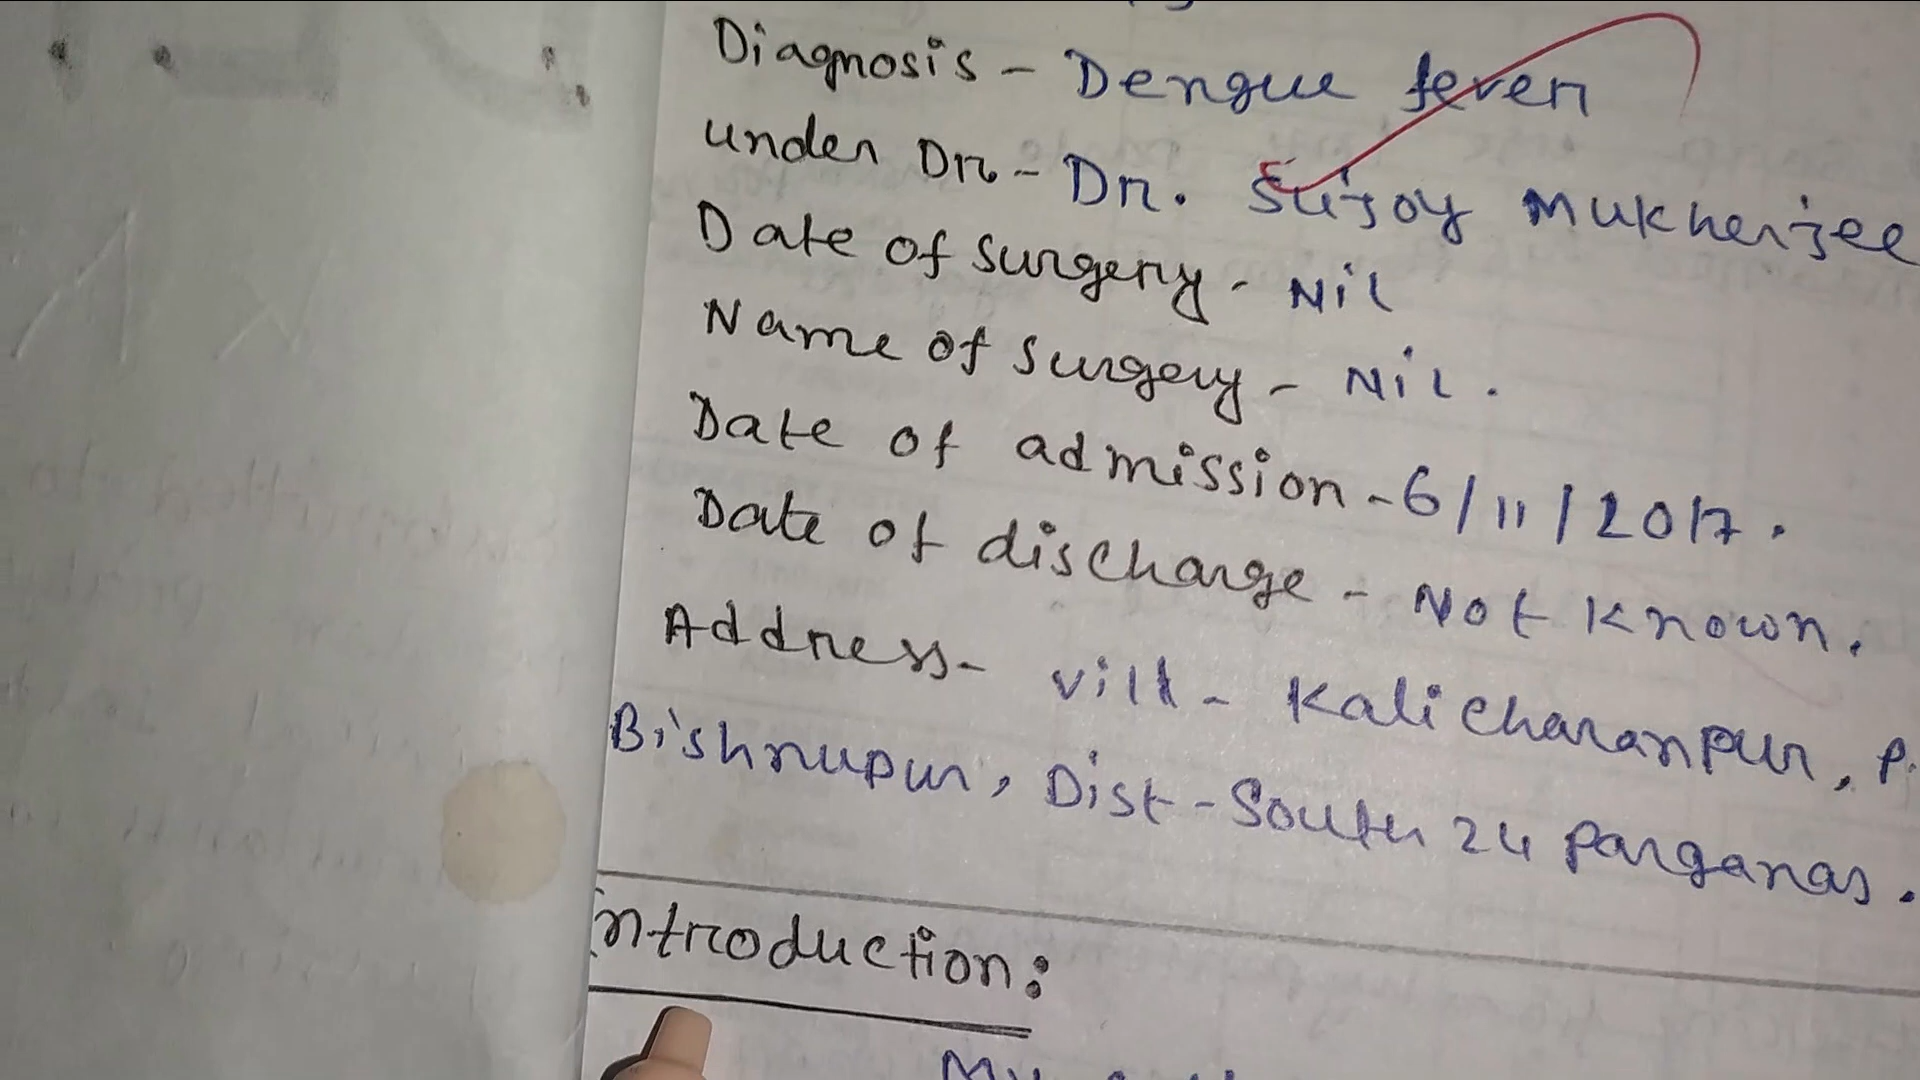 Diagnosis - Dengue fever
under Dr. - Dr. Sujoy Mukherjee
Date of surgery - Nil
Name of surgery - Nil.
Date of admission - 6/11/2017.
Date of discharge - Not known.
Address - vill - Kalicharanpur, P.
Bishnupur, Dist - South 24 Parganas.
Introduction: